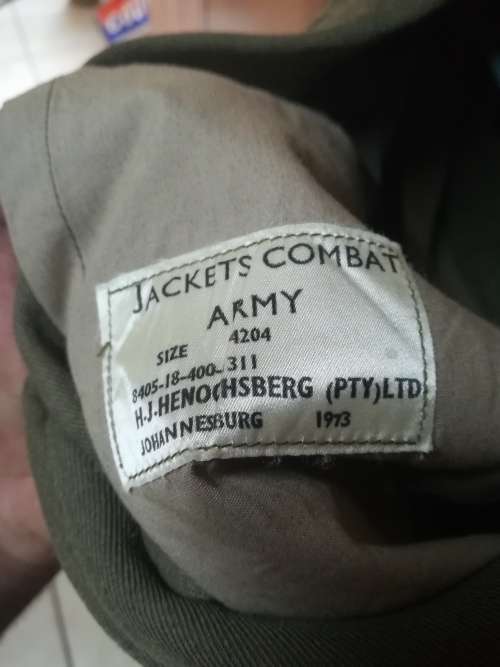 JACKETS COMBAT
ARMY
SIZE 4204
8405-18-400-311
H.J.HENOCHSBERG (PTY)LTD
JOHANNESBURG 1973